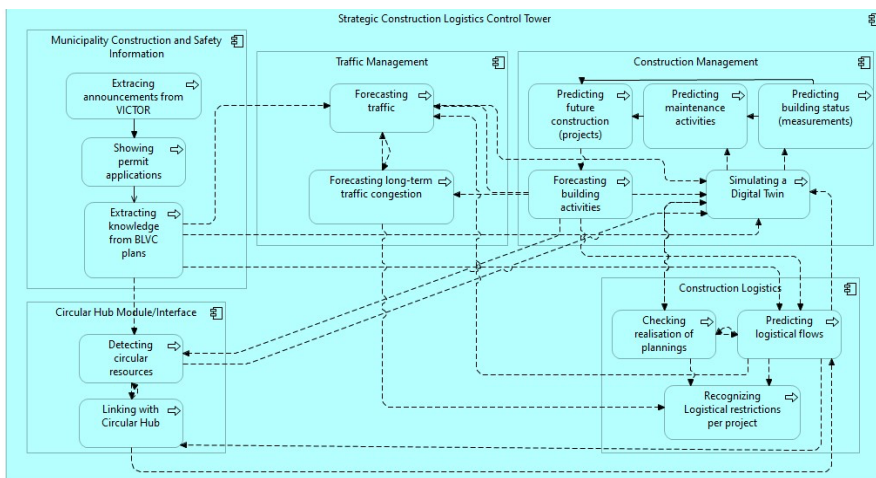 Strategic Construction Logistics Control Tower
Municipality Construction and Safety
Information
Extracing
announcements from
VICTOR
Showing
permit
applications
Extracting
knowledge
from BLVC
plans
Traffic Management
Forecasting
traffic
Forecasting long-term
traffic congestion
Construction Management
Predicting
future
construction
(projects)
Predicting
maintenance
activities
Predicting
building status
(measurements)
Forecasting
building
activities
Simulating a
Digital Twin
Circular Hub Module/Interface
Detecting
circular
resources
Linking with
Circular Hub
Construction Logistics
Checking
realisation of
plannings
Predicting
logistical flows
Recognizing
Logistical restrictions
per project